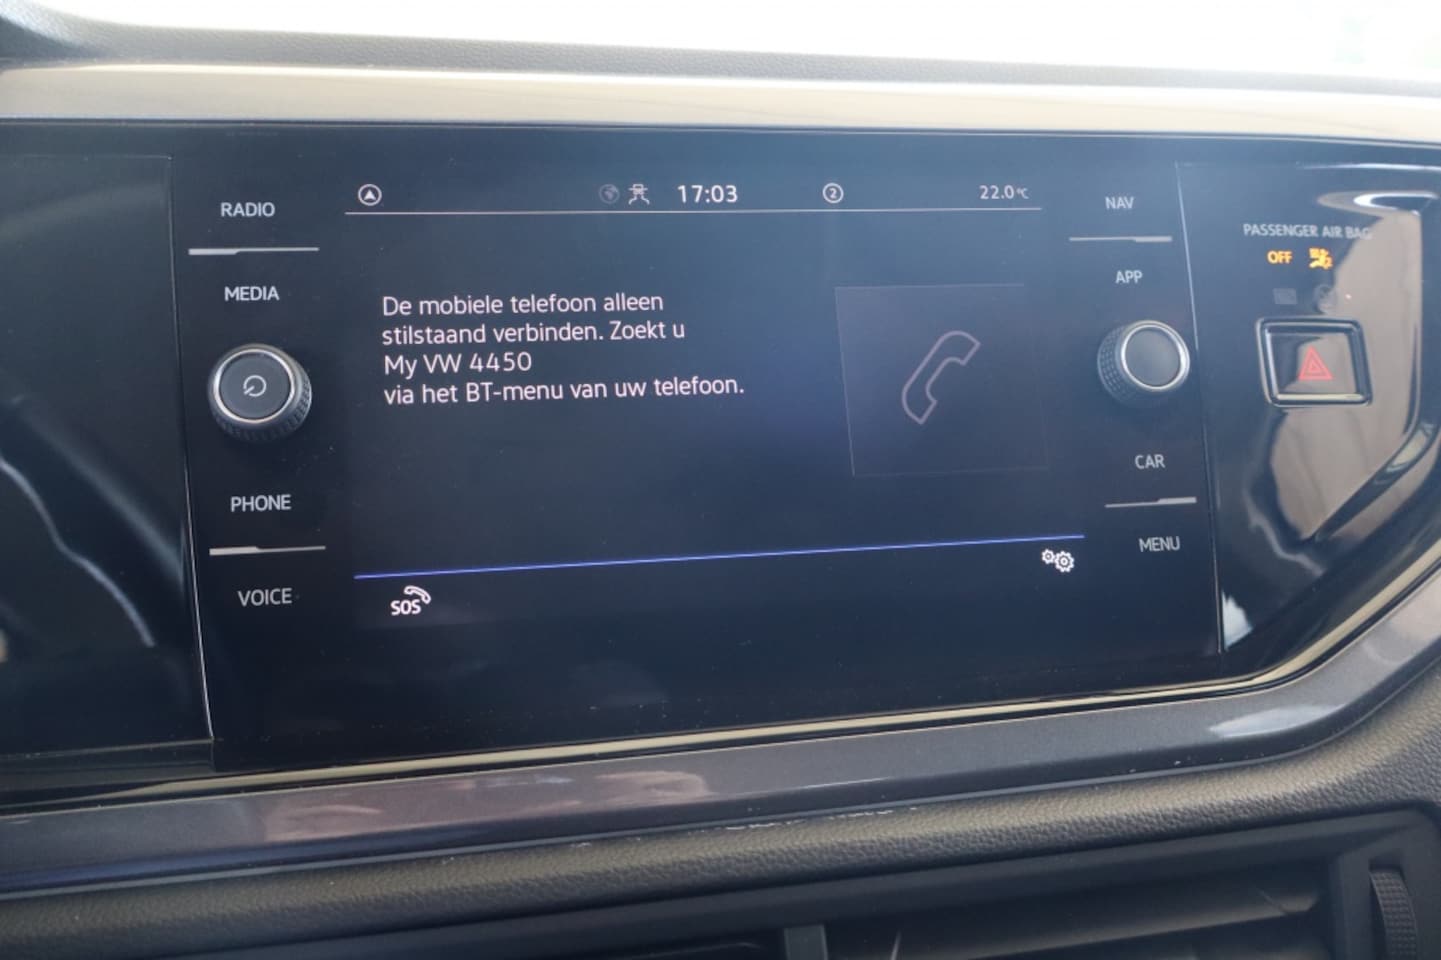 RADIO
MEDIA
PHONE
VOICE
17:03
2
22.0℃
De mobiele telefoon alleen
stilstaand verbinden. Zoekt u
My VW 4450
via het BT-menu van uw telefoon.
SOS
NAV
APP
CAR
MENU
PASSENGER AIR BAG
OFF